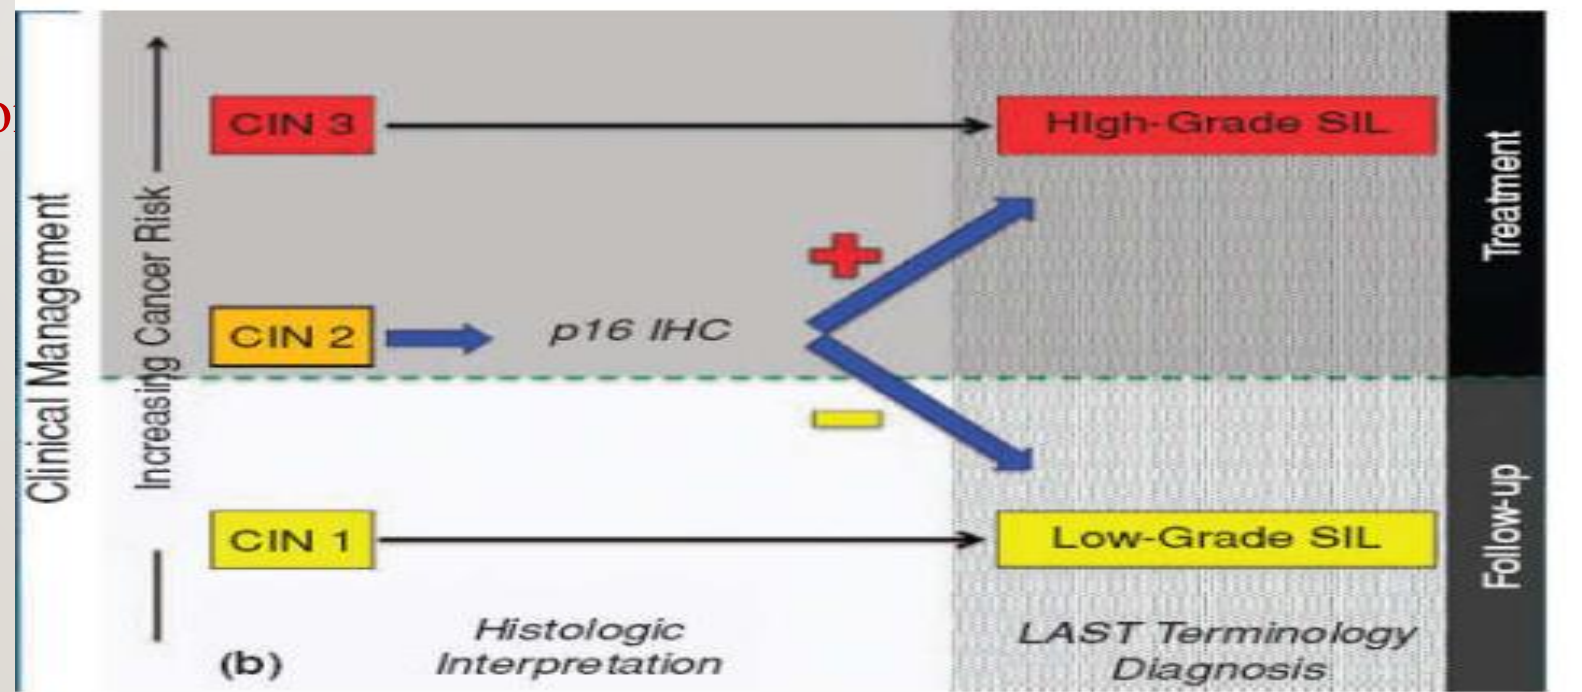 Clinical Management
Increasing Cancer Risk
CIN 3
HIgh-Grade SIL
Treatment
CIN 2
p16 IHC
CIN 1
Low-Grade SIL
Follow-up
Histologic
Interpretation
LAST Terminology
Diagnosis
(b)